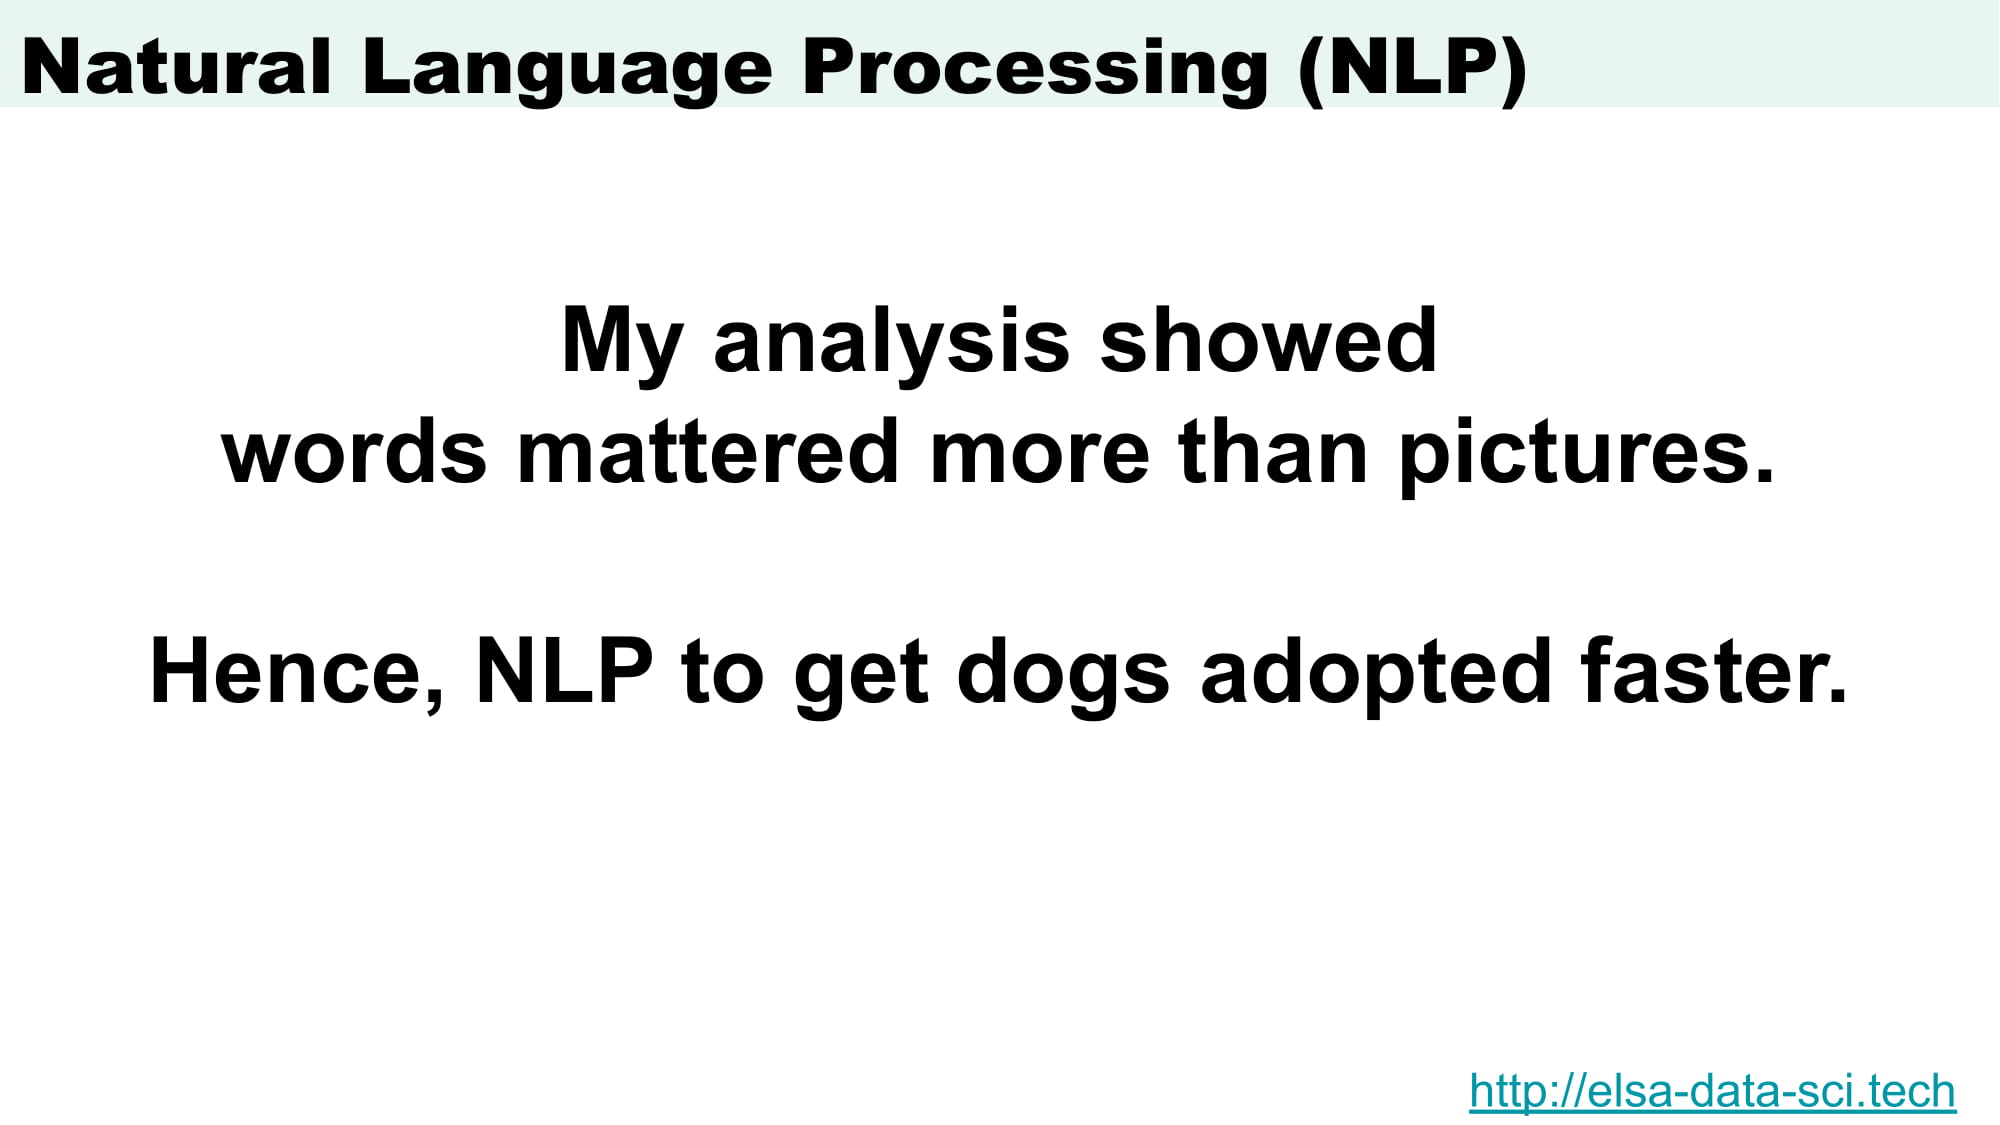 Natural Language Processing (NLP)
My analysis showed
words mattered more than pictures.
Hence, NLP to get dogs adopted faster.
http://elsa-data-sci.tech